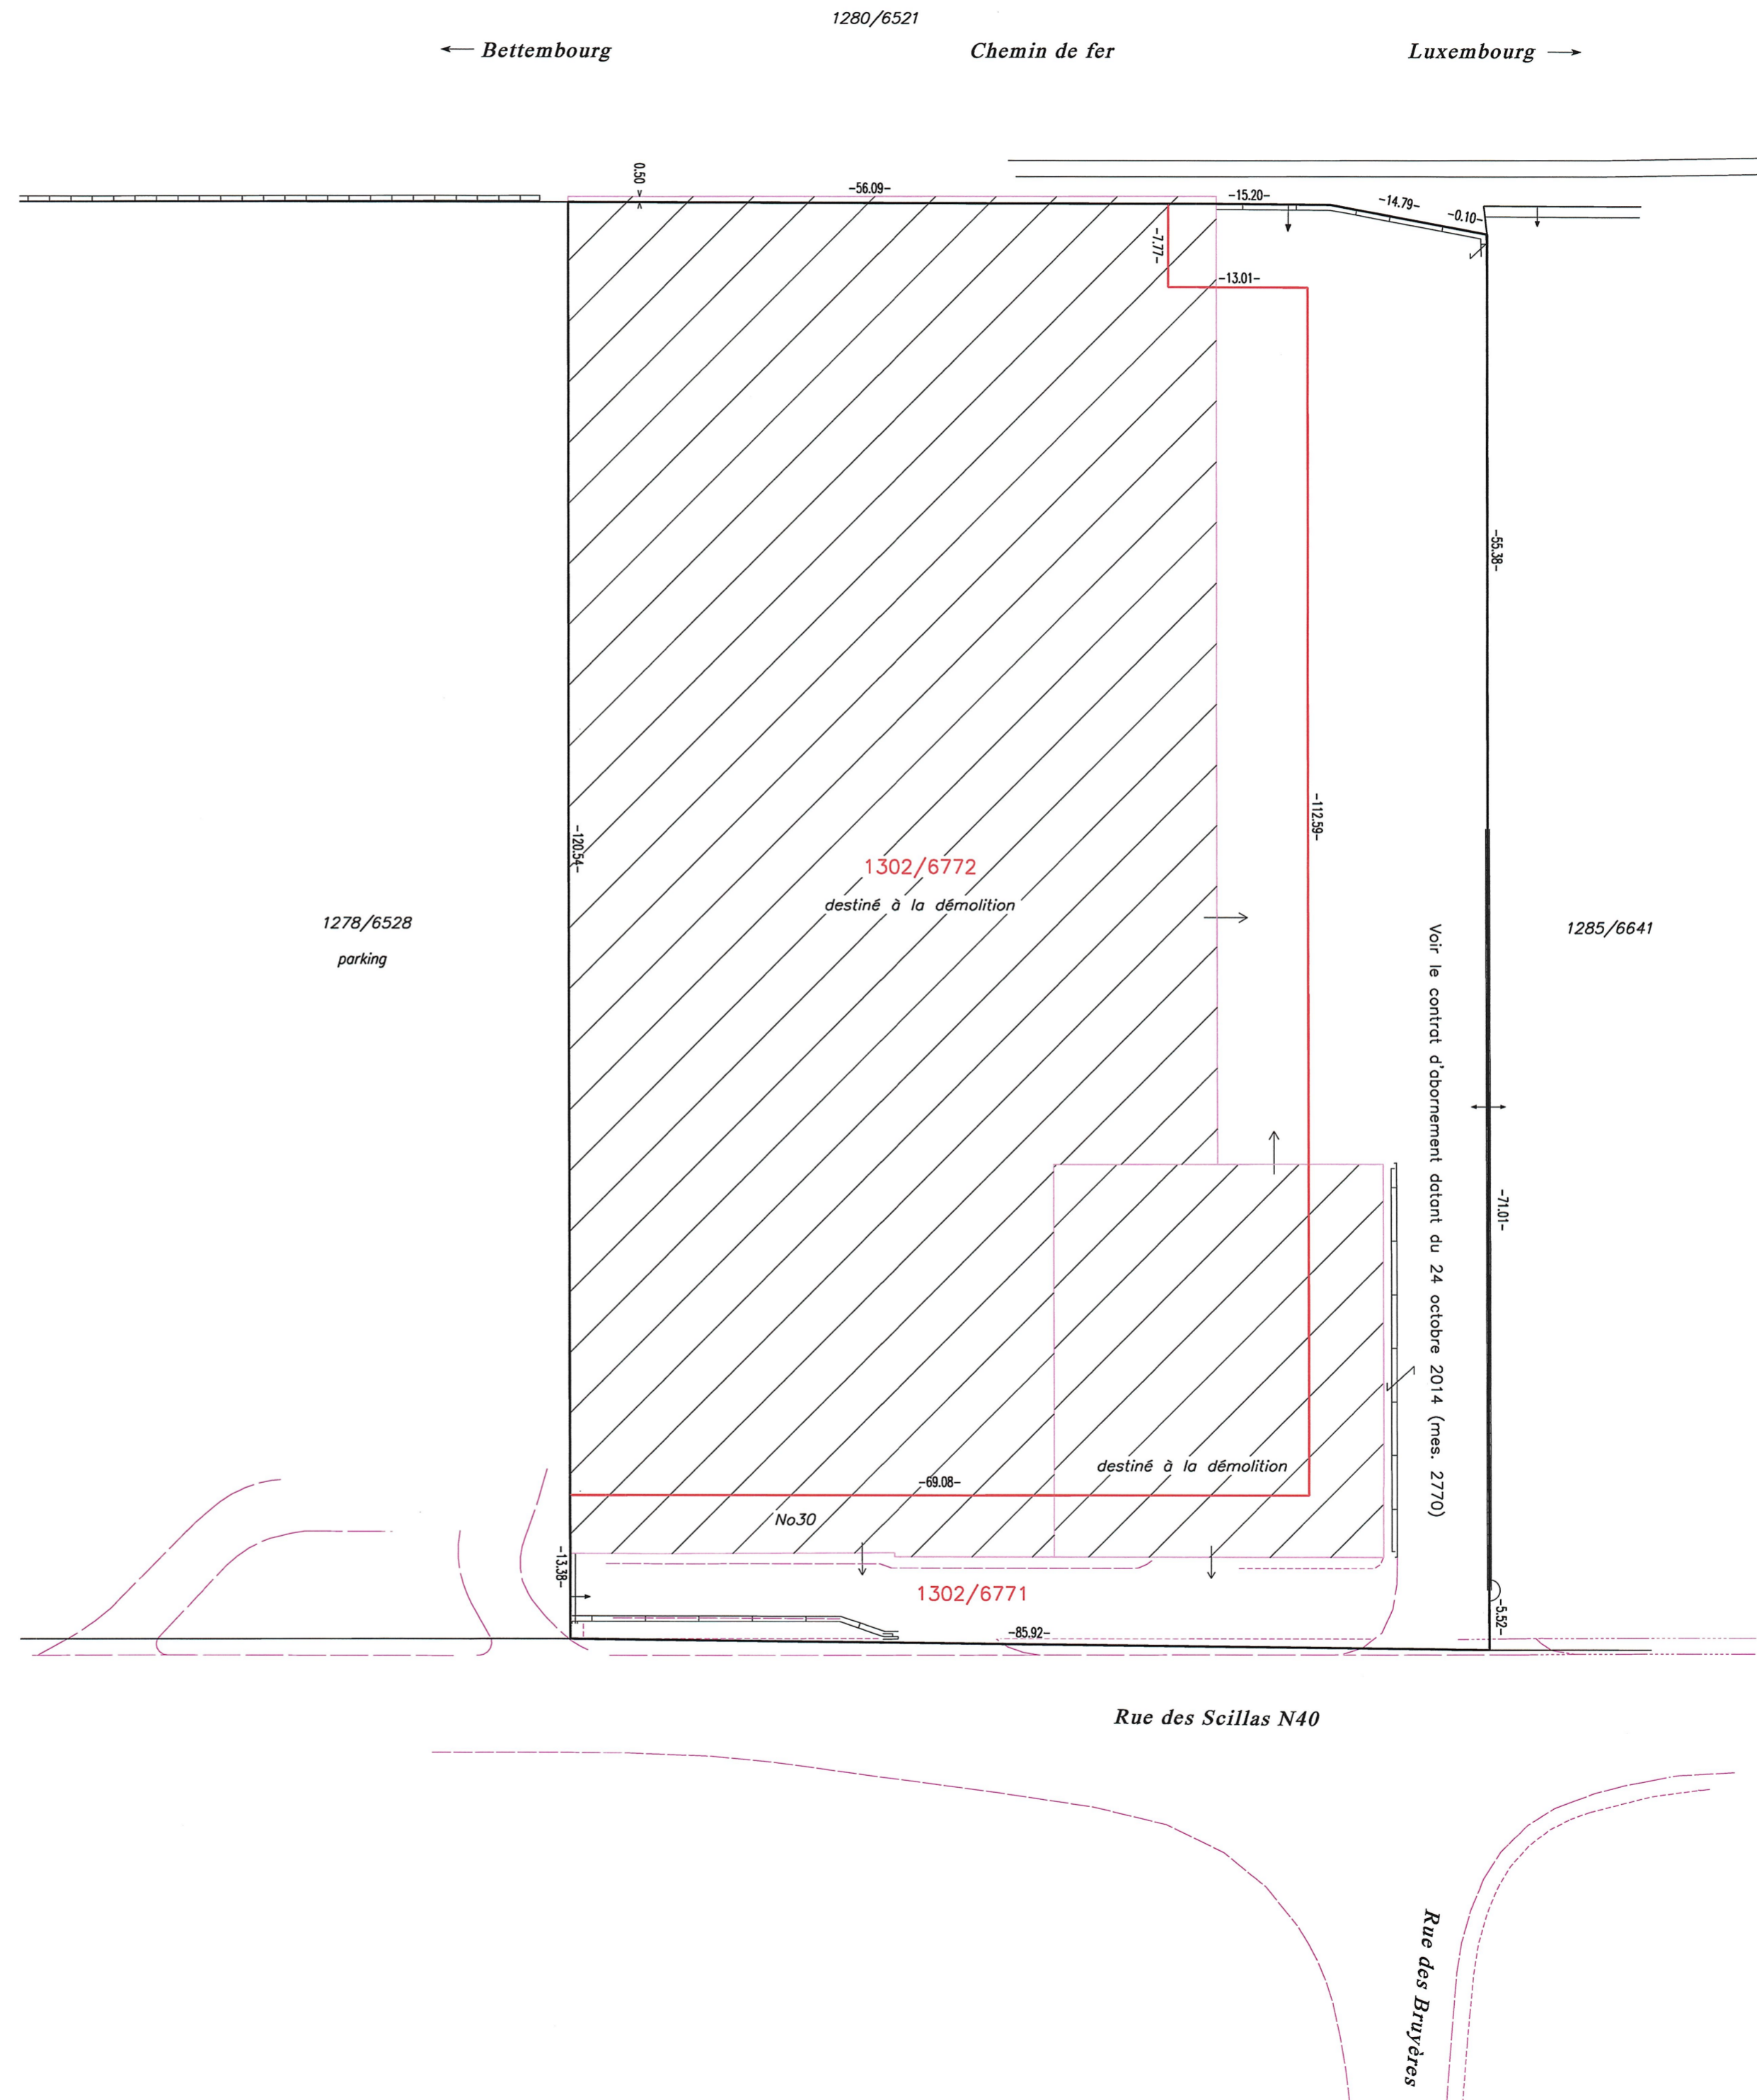 1280/6521
← Bettembourg
Chemin de fer
Luxembourg →
0.50
-56.09-
-15.20-
-14.79-
-0.10-
-7.77-
-13.01-
-55.38-
-112.59-
-120.54-
1302/6772
destiné à la démolition
1278/6528
parking
1285/6641
Voir le contrat d'abornement datant du 24 octobre 2014 (mes. 2770)
-71.01-
destiné à la démolition
-69.08-
No30
-13.38-
1302/6771
-5.52-
-85.92-
Rue des Scillas N40
Rue des Bruyères